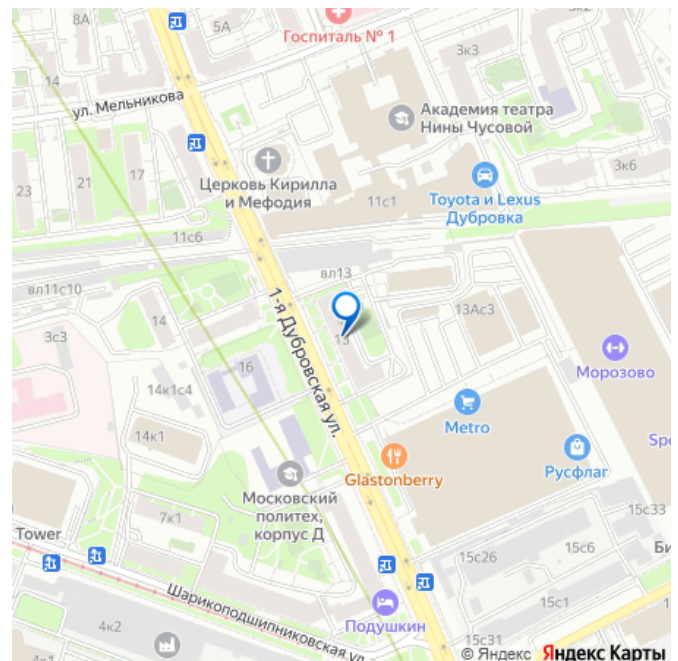 8А
5А
3к2
Госпиталь № 1
3к3
14
ул. Мельникова
Академия театра
Нины Чусовой
23
21
17
Церковь Кирилла
и Мефодия
3к6
11с1
Toyota и Lexus
Дубровка
11с6
вл11с10
вл13
1-я Дубровская ул.
13Ас3
14
3с3
13
16
Морозово
14к1с4
Metro
14к1
Glastonberry
Русфлаг
Spo
Московский
политех,
корпус Д
7к1
15с33
Tower
15с26
15с6
Би
Шарикоподшипниковская ул.
4к2
Подушкин
15с1
15с31
© Яндекс Яндекс Карты